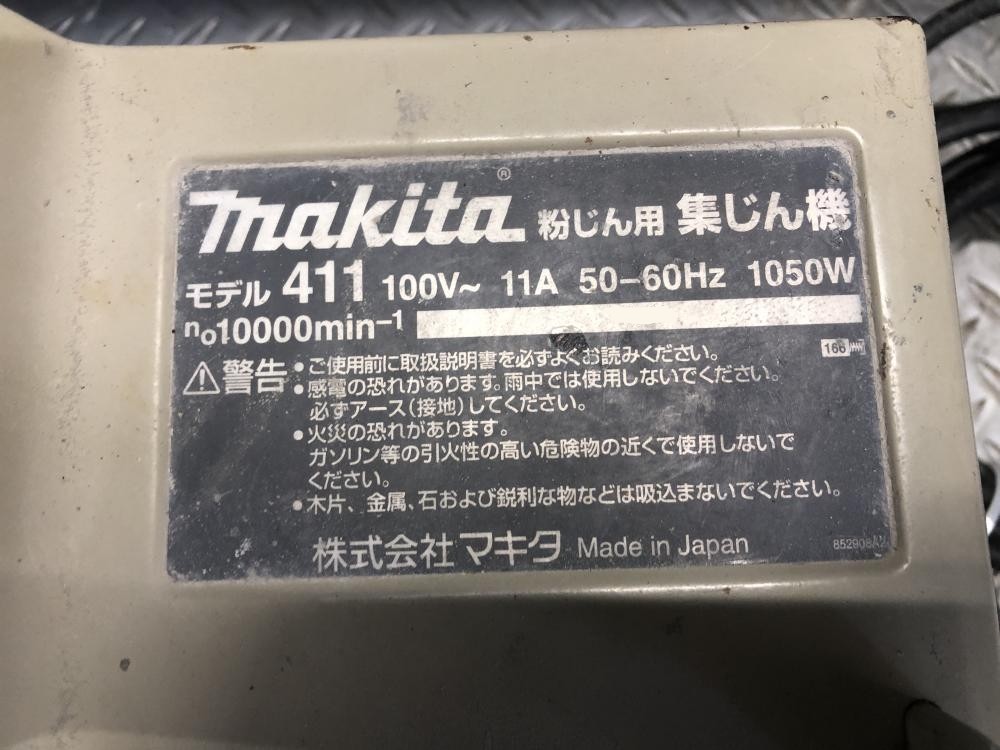 makita® 粉じん用 集じん機
モデル 411 100V~ 11A 50-60Hz 1050W
no10000min-1
166
⚠警告 ●ご使用前に取扱説明書を必ずよくお読みください。
●感電の恐れがあります。雨中では使用しないでください。
必ずアース(接地)してください。
●火災の恐れがあります。
ガソリン等の引火性の高い危険物の近くで使用しないで
ください。
●木片、金属、石および鋭利な物などは吸込まないでください。
株式会社マキタ Made in Japan